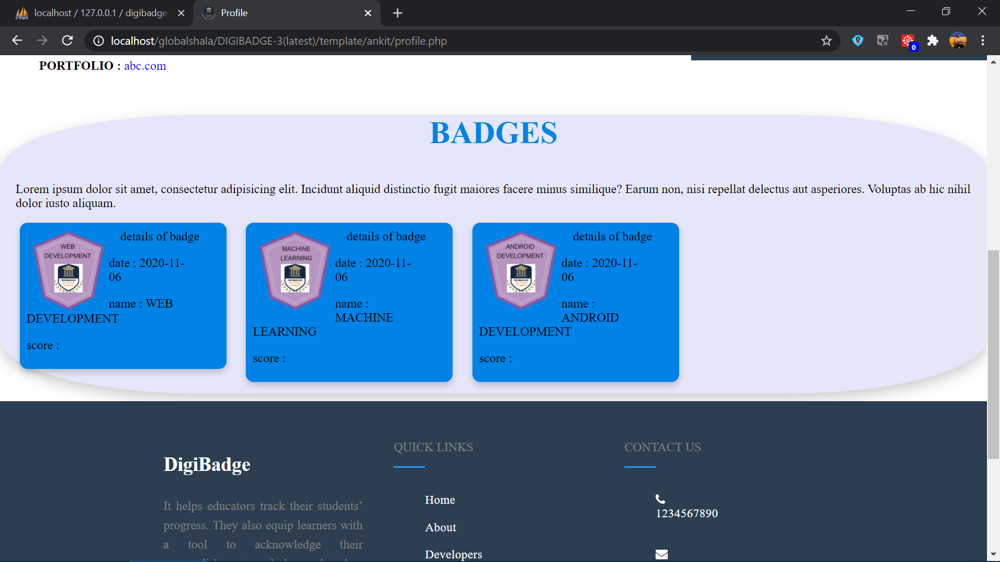 localhost / 127.0.0.1 / digibadge
Profile
localhost/globalshala/DIGIBADGE-3(latest)/template/ankit/profile.php
0
PORTFOLIO : abc.com
BADGES
Lorem ipsum dolor sit amet, consectetur adipisicing elit. Incidunt aliquid distinctio fugit maiores facere minus similique? Earum non, nisi repellat delectus aut asperiores. Voluptas ab hic nihil
dolor iusto aliquam.
WEB
DEVELOPMENT
DIGIBADGE
details of badge
date : 2020-11-
06
name : WEB
DEVELOPMENT
score :
MACHINE
LEARNING
DIGIBADGE
details of badge
date : 2020-11-
06
name :
MACHINE
LEARNING
score :
ANDROID
DEVELOPMENT
DIGIBADGE
details of badge
date : 2020-11-
06
name :
ANDROID
DEVELOPMENT
score :
DigiBadge
It helps educators track their students’
progress. They also equip learners with
a tool to acknowledge their
QUICK LINKS
Home
About
Developers
CONTACT US
1234567890